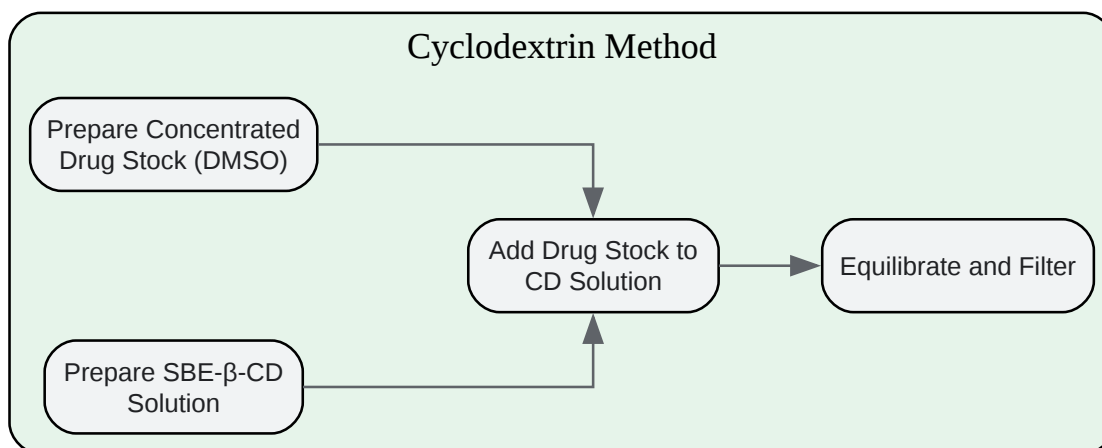 Cyclodextrin Method
Prepare Concentrated
Drug Stock (DMSO)
Add Drug Stock to
CD Solution
Equilibrate and Filter
Prepare SBE-β-CD
Solution